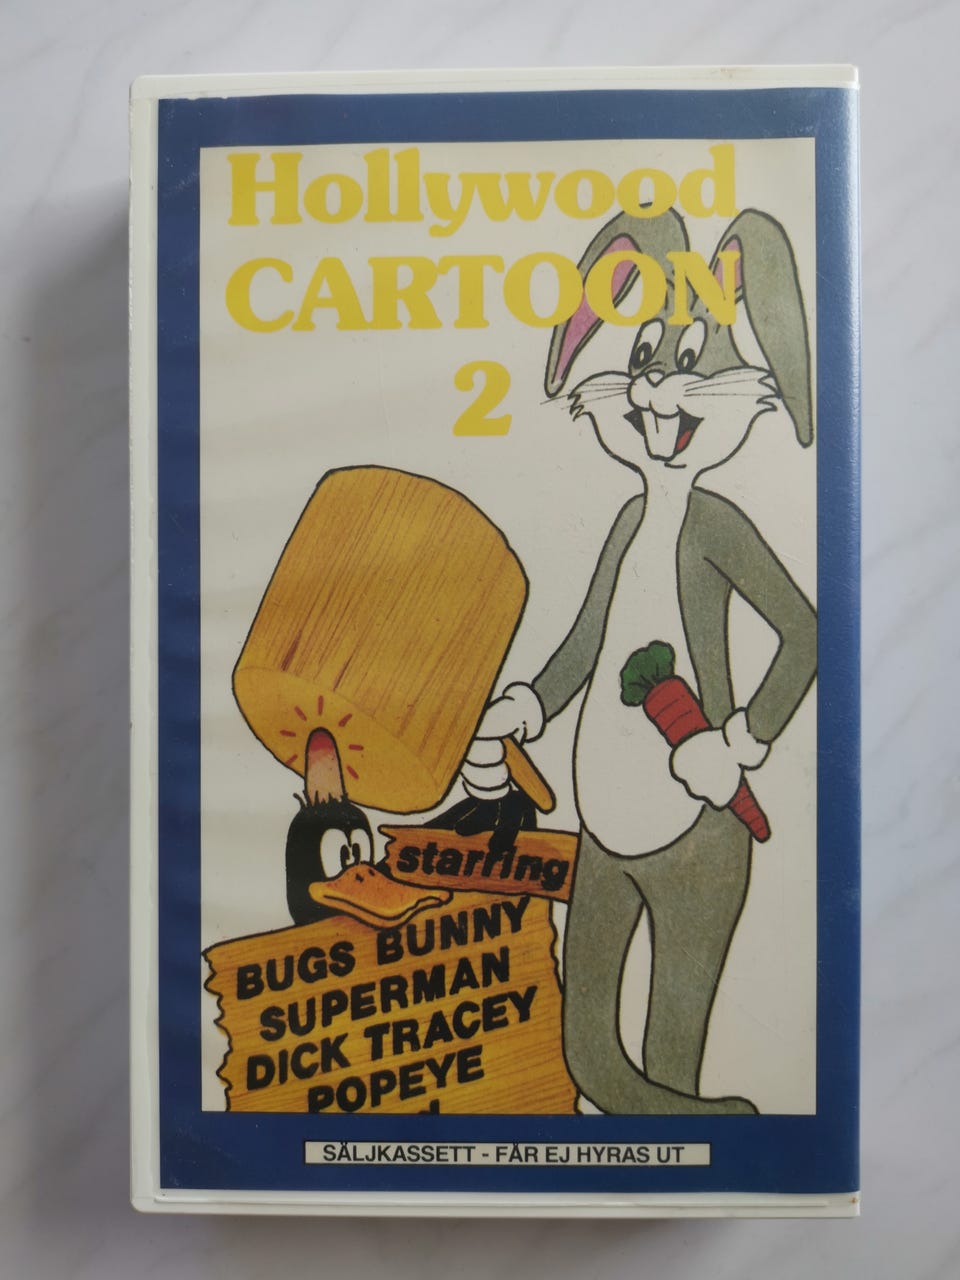 Hollywood
CARTOON
2
starring
BUGS BUNNY
SUPERMAN
DICK TRACEY
POPEYE
SÄLJKASSETT - FÅR EJ HYRAS UT